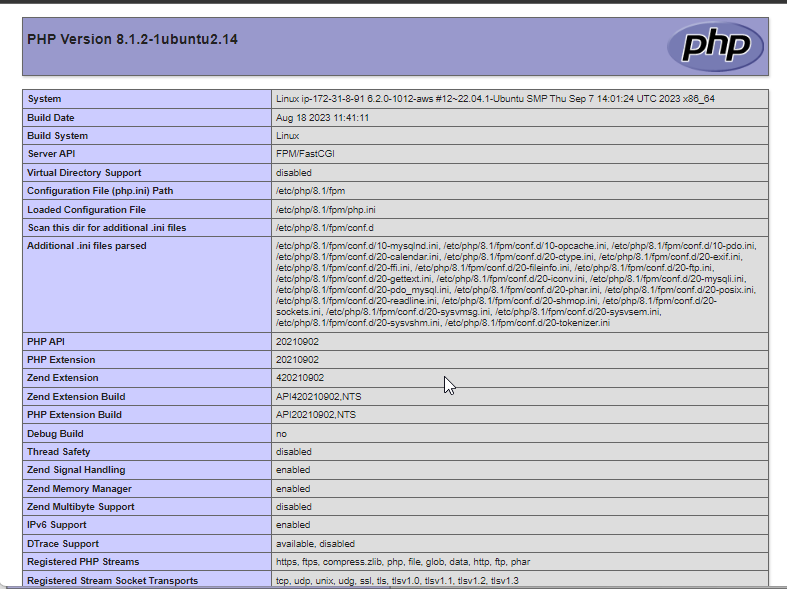 PHP Version 8.1.2-1ubuntu2.14
php
System Linux ip-172-31-8-91 6.2.0-1012-aws #12~22.04.1-Ubuntu SMP Thu Sep 7 14:01:24 UTC 2023 x86_64
Build Date Aug 18 2023 11:41:11
Build System Linux
Server API FPM/FastCGI
Virtual Directory Support disabled
Configuration File (php.ini) Path /etc/php/8.1/fpm
Loaded Configuration File /etc/php/8.1/fpm/php.ini
Scan this dir for additional .ini files /etc/php/8.1/fpm/conf.d
Additional .ini files parsed /etc/php/8.1/fpm/conf.d/10-mysqlnd.ini, /etc/php/8.1/fpm/conf.d/10-opcache.ini, /etc/php/8.1/fpm/conf.d/10-pdo.ini,
/etc/php/8.1/fpm/conf.d/20-calendar.ini, /etc/php/8.1/fpm/conf.d/20-ctype.ini, /etc/php/8.1/fpm/conf.d/20-exif.ini,
/etc/php/8.1/fpm/conf.d/20-ffi.ini, /etc/php/8.1/fpm/conf.d/20-fileinfo.ini, /etc/php/8.1/fpm/conf.d/20-ftp.ini,
/etc/php/8.1/fpm/conf.d/20-gettext.ini, /etc/php/8.1/fpm/conf.d/20-iconv.ini, /etc/php/8.1/fpm/conf.d/20-mysqli.ini,
/etc/php/8.1/fpm/conf.d/20-pdo_mysql.ini, /etc/php/8.1/fpm/conf.d/20-phar.ini, /etc/php/8.1/fpm/conf.d/20-posix.ini,
/etc/php/8.1/fpm/conf.d/20-readline.ini, /etc/php/8.1/fpm/conf.d/20-shmop.ini, /etc/php/8.1/fpm/conf.d/20-
sockets.ini, /etc/php/8.1/fpm/conf.d/20-sysvmsg.ini, /etc/php/8.1/fpm/conf.d/20-sysvsem.ini,
/etc/php/8.1/fpm/conf.d/20-sysvshm.ini, /etc/php/8.1/fpm/conf.d/20-tokenizer.ini
PHP API 20210902
PHP Extension 20210902
Zend Extension 420210902
Zend Extension Build API420210902,NTS
PHP Extension Build API20210902,NTS
Debug Build no
Thread Safety disabled
Zend Signal Handling enabled
Zend Memory Manager enabled
Zend Multibyte Support disabled
IPv6 Support enabled
DTrace Support available, disabled
Registered PHP Streams https, ftps, compress.zlib, php, file, glob, data, http, ftp, phar
Registered Stream Socket Transports tcp, udp, unix, udg, ssl, tls, tlsv1.0, tlsv1.1, tlsv1.2, tlsv1.3